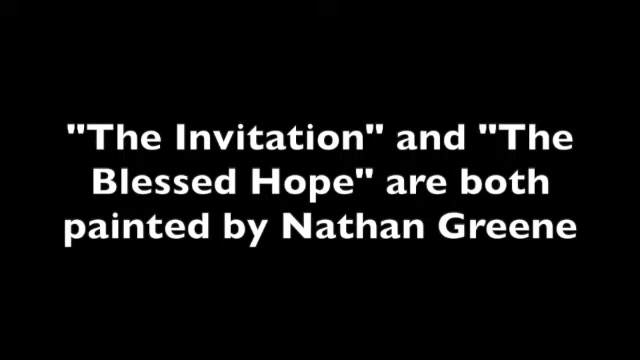 "The Invitation" and "The
Blessed Hope" are both
painted by Nathan Greene